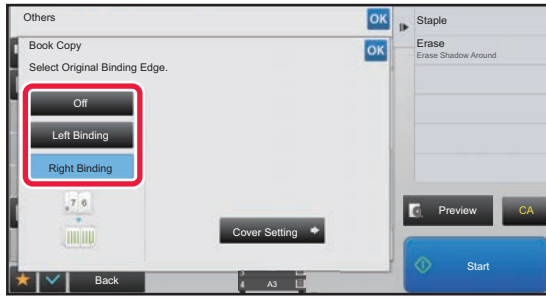 Others
OK
Book Copy
OK
Select Original Binding Edge.
Off
Left Binding
Right Binding
7 6
Cover Setting
Back
4 A3
Staple
Erase
Erase Shadow Around
Preview
CA
Start